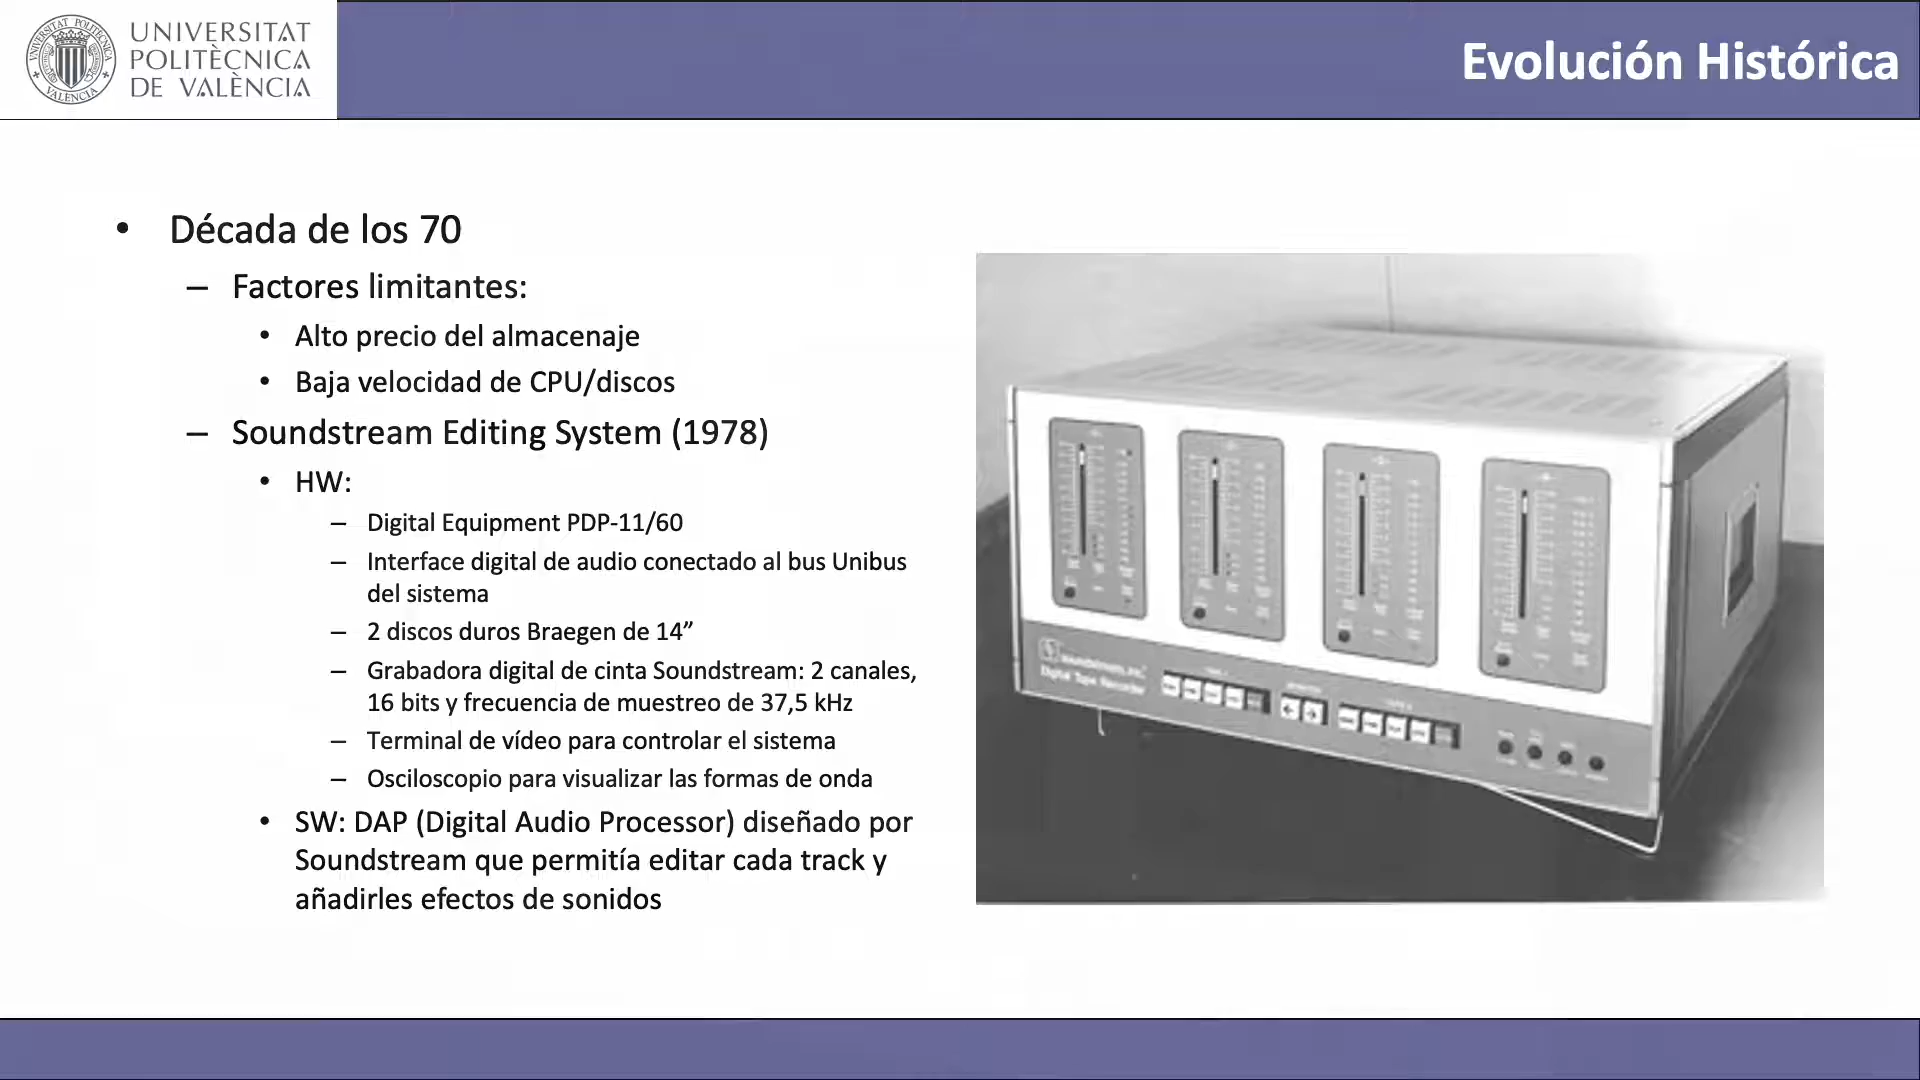 UNIVERSITAT
POLITÈCNICA
DE VALÈNCIA
Evolución Histórica
• Década de los 70
– Factores limitantes:
• Alto precio del almacenaje
• Baja velocidad de CPU/discos
– Soundstream Editing System (1978)
• HW:
– Digital Equipment PDP-11/60
– Interface digital de audio conectado al bus Unibus
del sistema
– 2 discos duros Braegen de 14”
– Grabadora digital de cinta Soundstream: 2 canales,
16 bits y frecuencia de muestreo de 37,5 kHz
– Terminal de vídeo para controlar el sistema
– Osciloscopio para visualizar las formas de onda
• SW: DAP (Digital Audio Processor) diseñado por
Soundstream que permitía editar cada track y
añadirles efectos de sonidos
Digital Tape Recorder